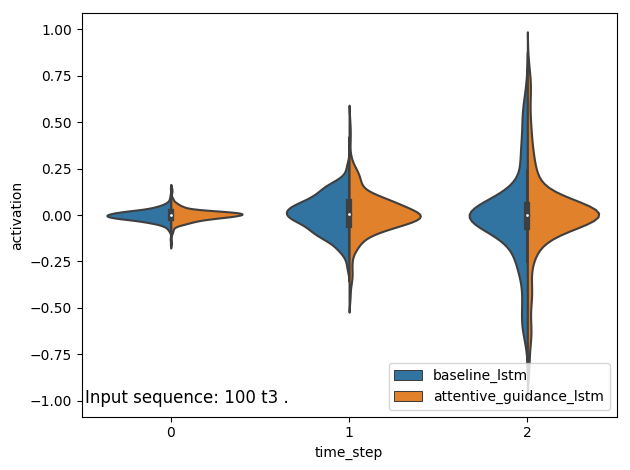 1.00
0.75
0.50
0.25
0.00
−0.25
−0.50
−0.75
−1.00
activation
Input sequence: 100 t3 .
baseline_lstm
attentive_guidance_lstm
0 1 2
time_step